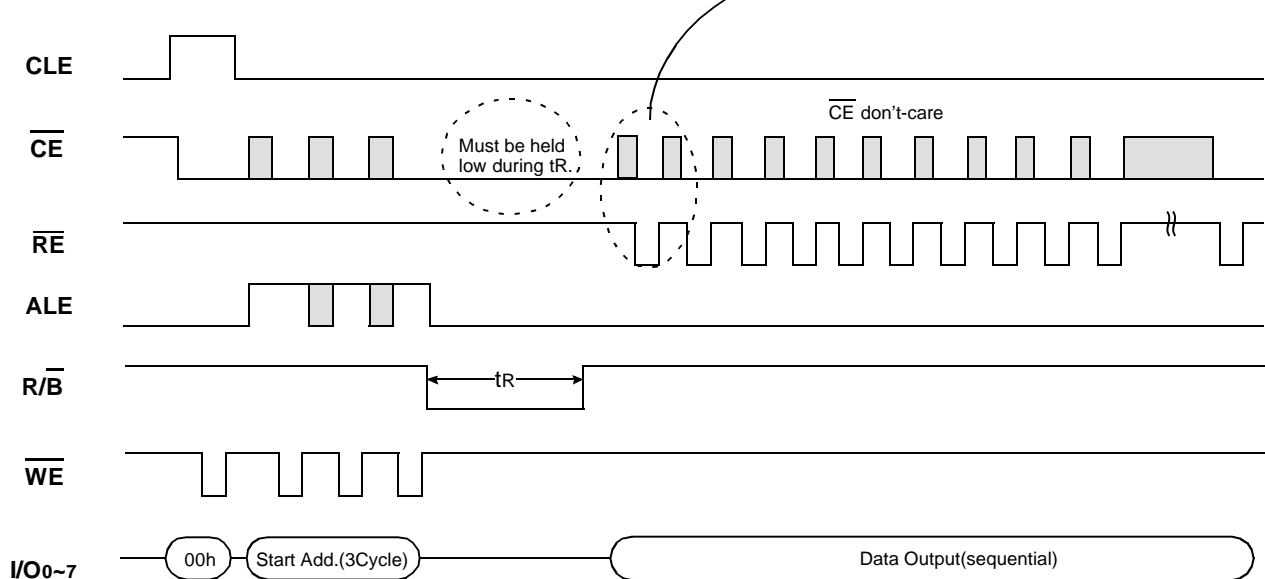 CLE
CE don't-care
CE
Must be held
low during tR.
RE
ALE
R/B
tR
WE
I/O0~7
00h
Start Add.(3Cycle)
Data Output(sequential)